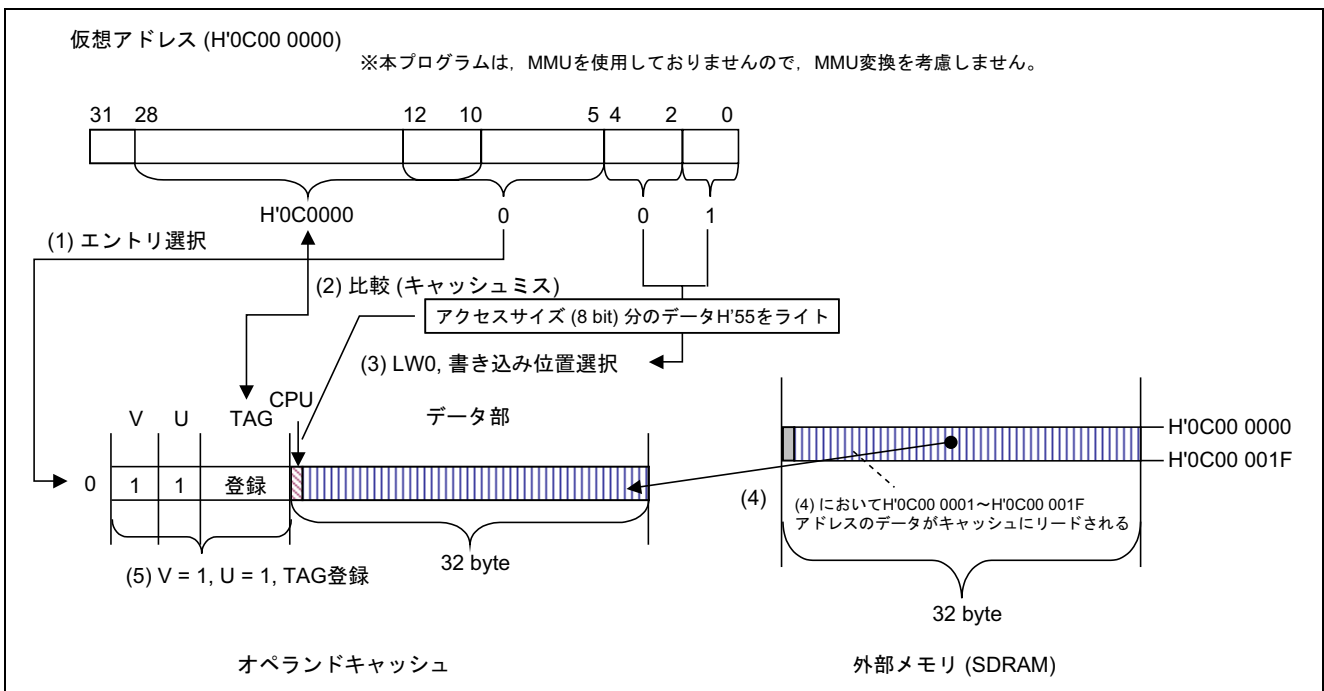 仮想アドレス (H'0C00 0000)
※本プログラムは，MMUを使用しておりませんので，MMU変換を考慮しません。
31 28 12 10 5 4 2 0
H'0C0000 0 0 1
(1) エントリ選択
(2) 比較 (キャッシュミス)
アクセスサイズ (8 bit) 分のデータH'55をライト
(3) LW0, 書き込み位置選択
CPU
V U TAG データ部
H'0C00 0000
H'0C00 001F
0 1 1 登録
(4)
(4) においてH'0C00 0001～H'0C00 001F
アドレスのデータがキャッシュにリードされる
32 byte
(5) V = 1, U = 1, TAG登録
32 byte
オペランドキャッシュ
外部メモリ (SDRAM)